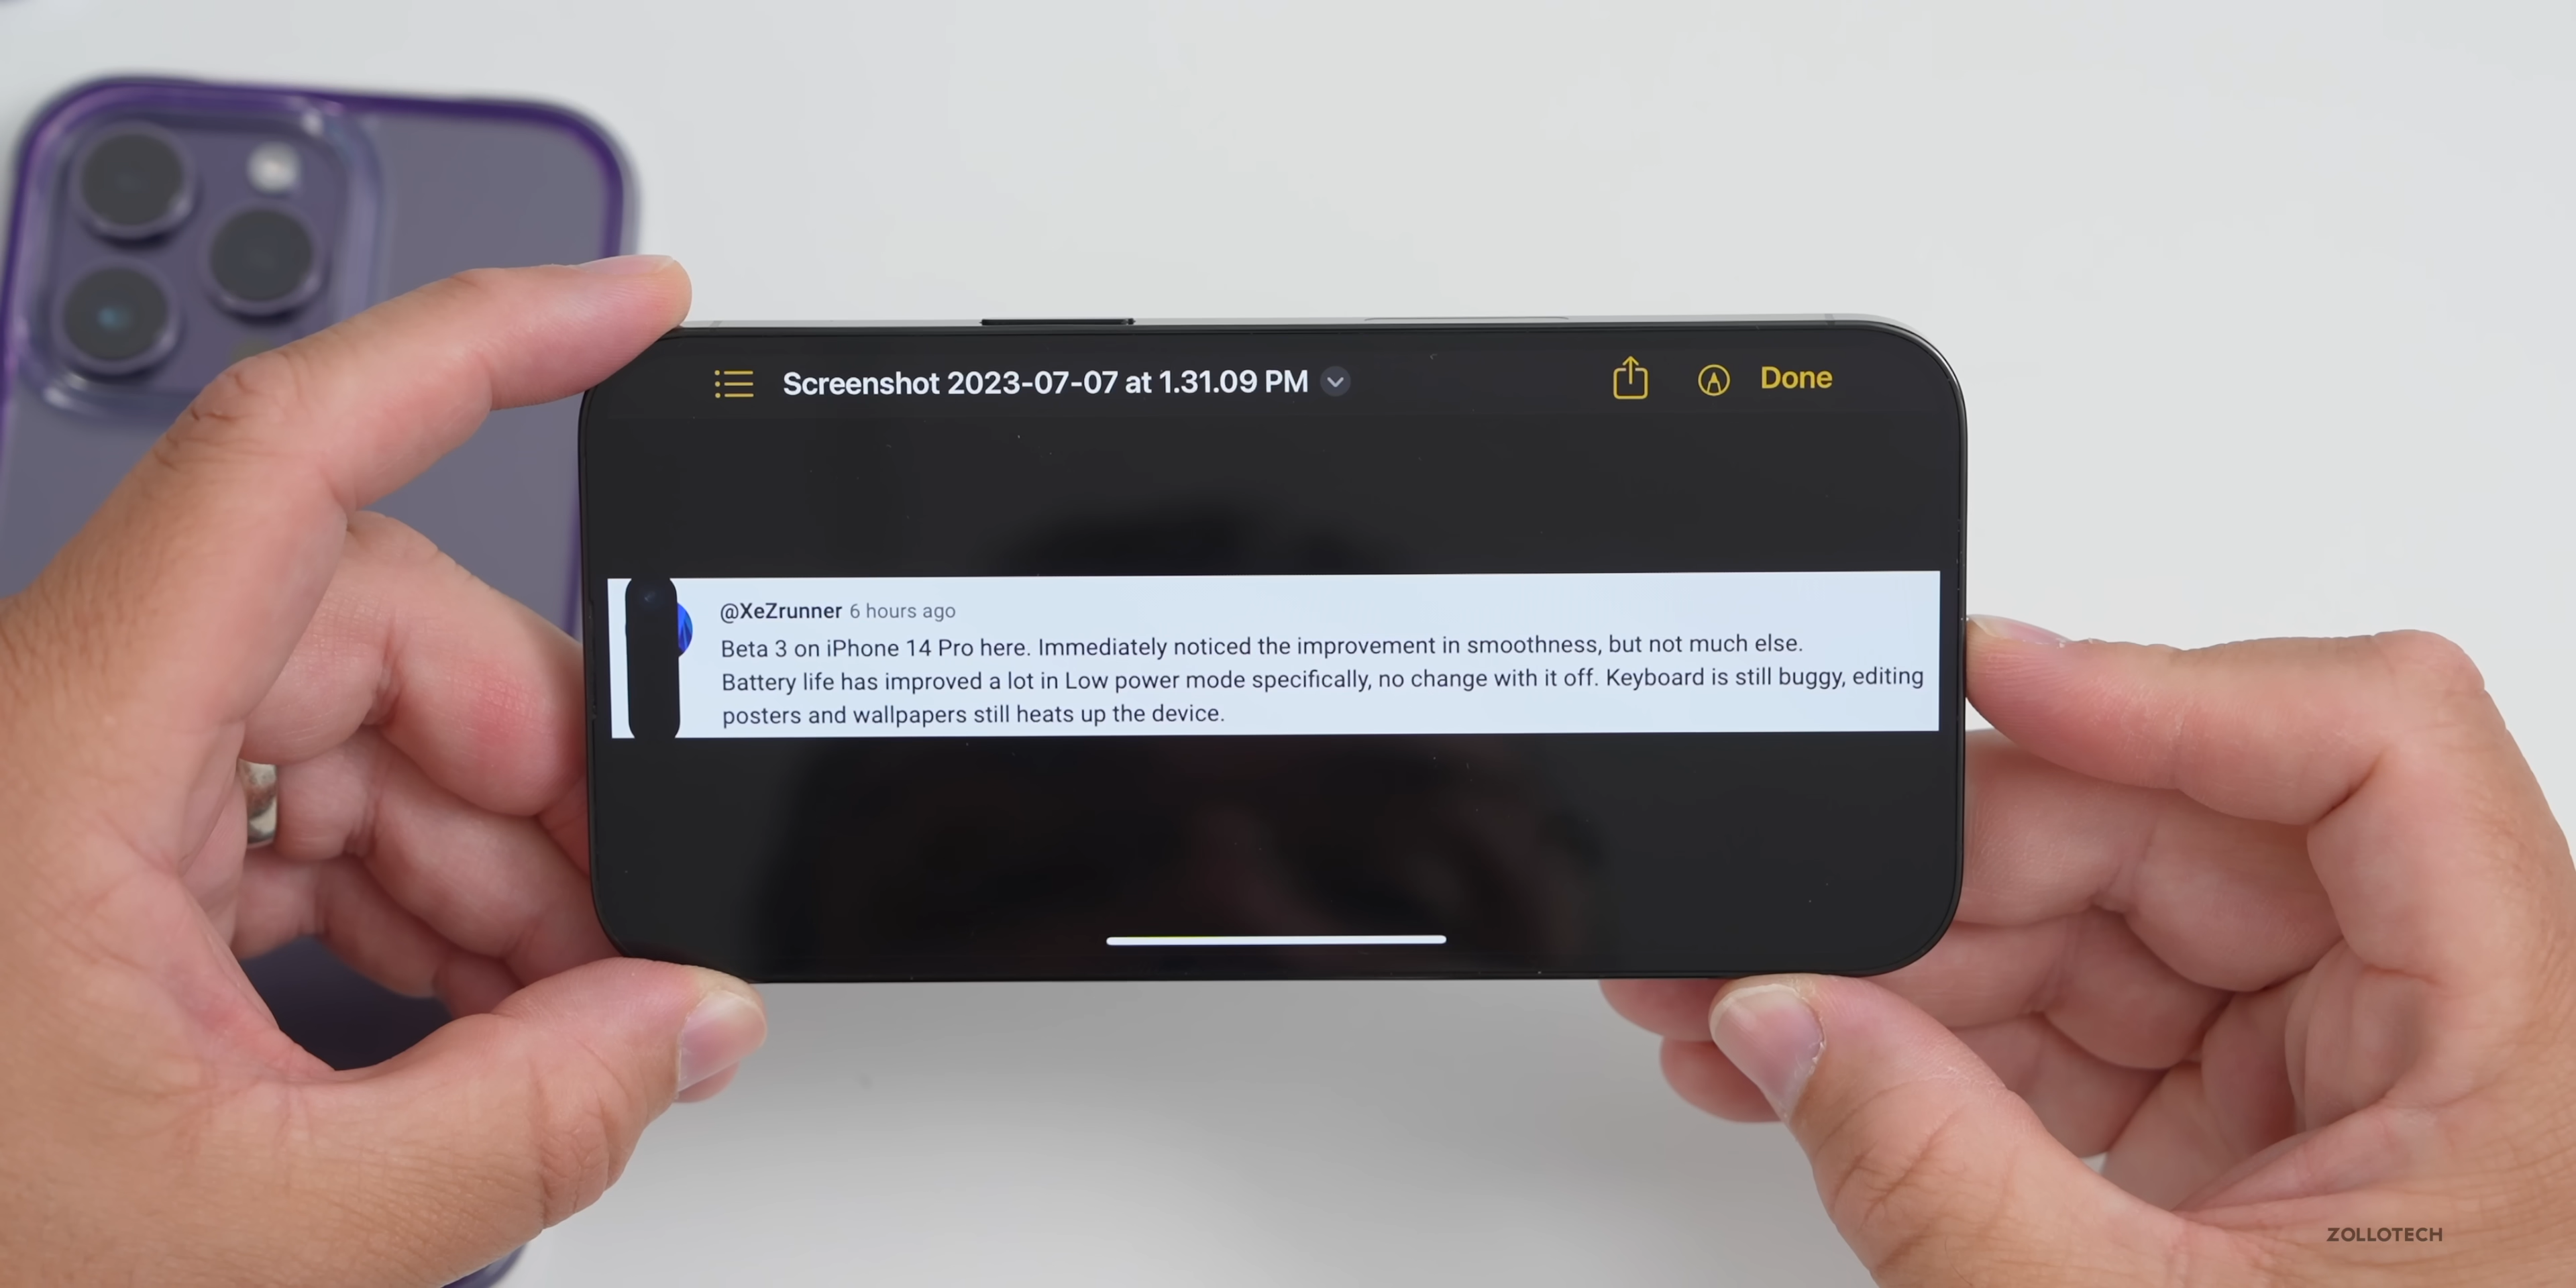 Screenshot 2023-07-07 at 1.31.09 PM
Done
@XeZrunner 6 hours ago
Beta 3 on iPhone 14 Pro here. Immediately noticed the improvement in smoothness, but not much else.
Battery life has improved a lot in Low power mode specifically, no change with it off. Keyboard is still buggy, editing
posters and wallpapers still heats up the device.
ZOLLOTECH